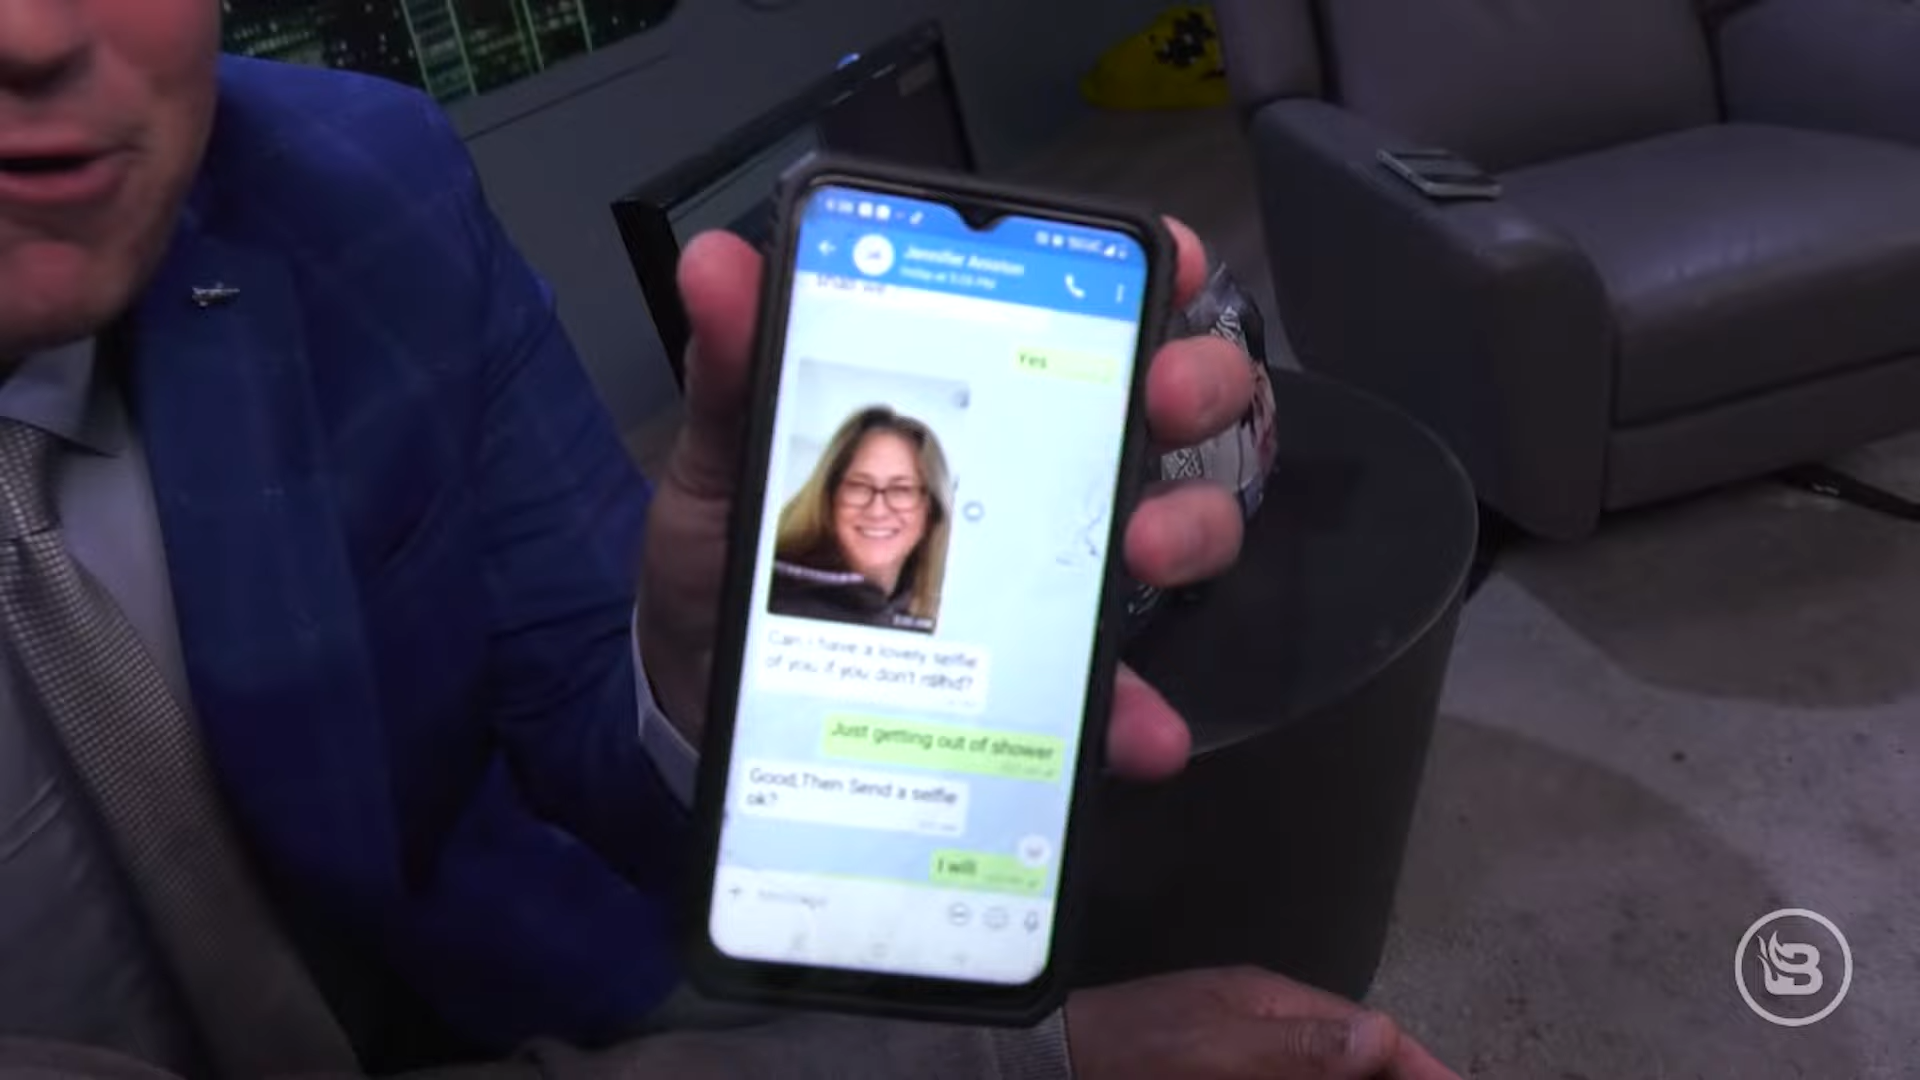 Jennifer Aniston
Yes
Can I have a lovely selfie
of you if you don't mind?
Just getting out of shower
Good,Then Send a selfie
ok?
I will
Message
B